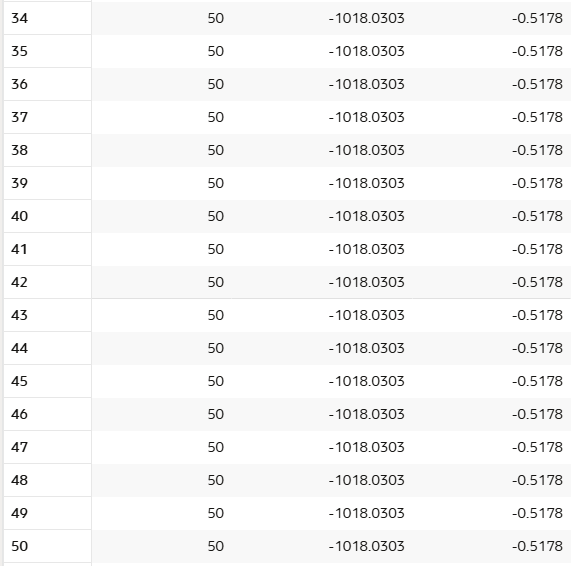 34 50 -1018.0303 -0.5178
35 50 -1018.0303 -0.5178
36 50 -1018.0303 -0.5178
37 50 -1018.0303 -0.5178
38 50 -1018.0303 -0.5178
39 50 -1018.0303 -0.5178
40 50 -1018.0303 -0.5178
41 50 -1018.0303 -0.5178
42 50 -1018.0303 -0.5178
43 50 -1018.0303 -0.5178
44 50 -1018.0303 -0.5178
45 50 -1018.0303 -0.5178
46 50 -1018.0303 -0.5178
47 50 -1018.0303 -0.5178
48 50 -1018.0303 -0.5178
49 50 -1018.0303 -0.5178
50 50 -1018.0303 -0.5178